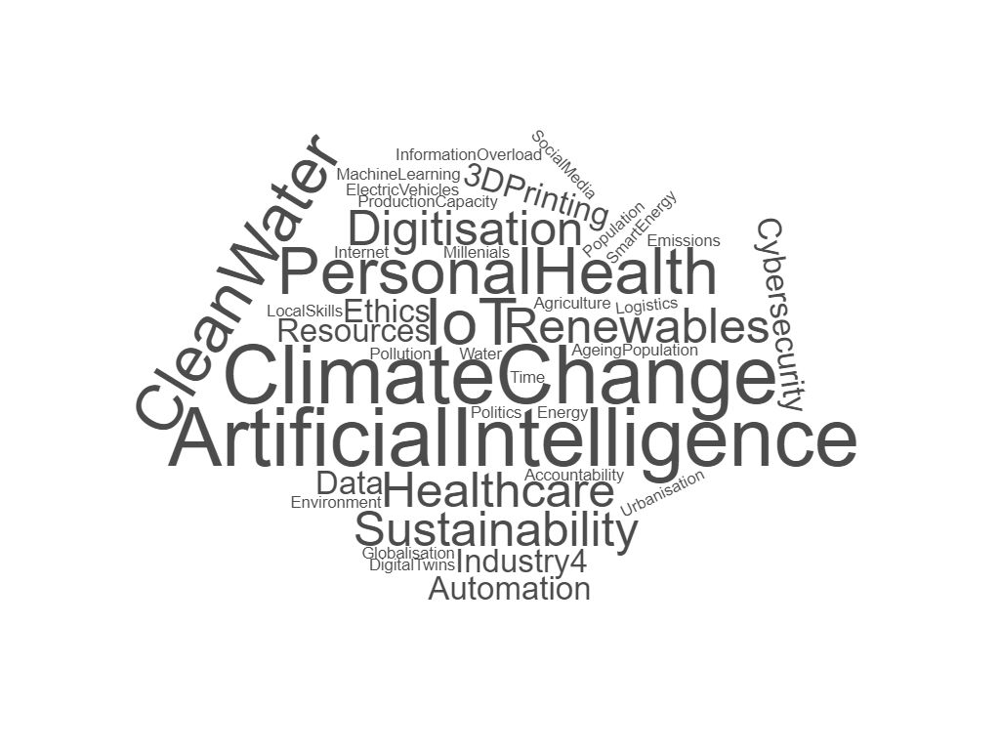 CleanWater
SocialMedia
InformationOverload
MachineLearning
3DPrinting
ElectricVehicles
ProductionCapacity
Population
SmartEnergy
Digitisation
Emissions
Cybersecurity
Internet
Millenials
PersonalHealth
LocalSkills
Ethics
IoT
Agriculture
Logistics
Resources
Renewables
Pollution
Water
AgeingPopulation
ClimateChange
Time
Politics
Energy
ArtificialIntelligence
Data
Healthcare
Accountability
Urbanisation
Environment
Sustainability
Globalisation
DigitalTwins
Industry4
Automation